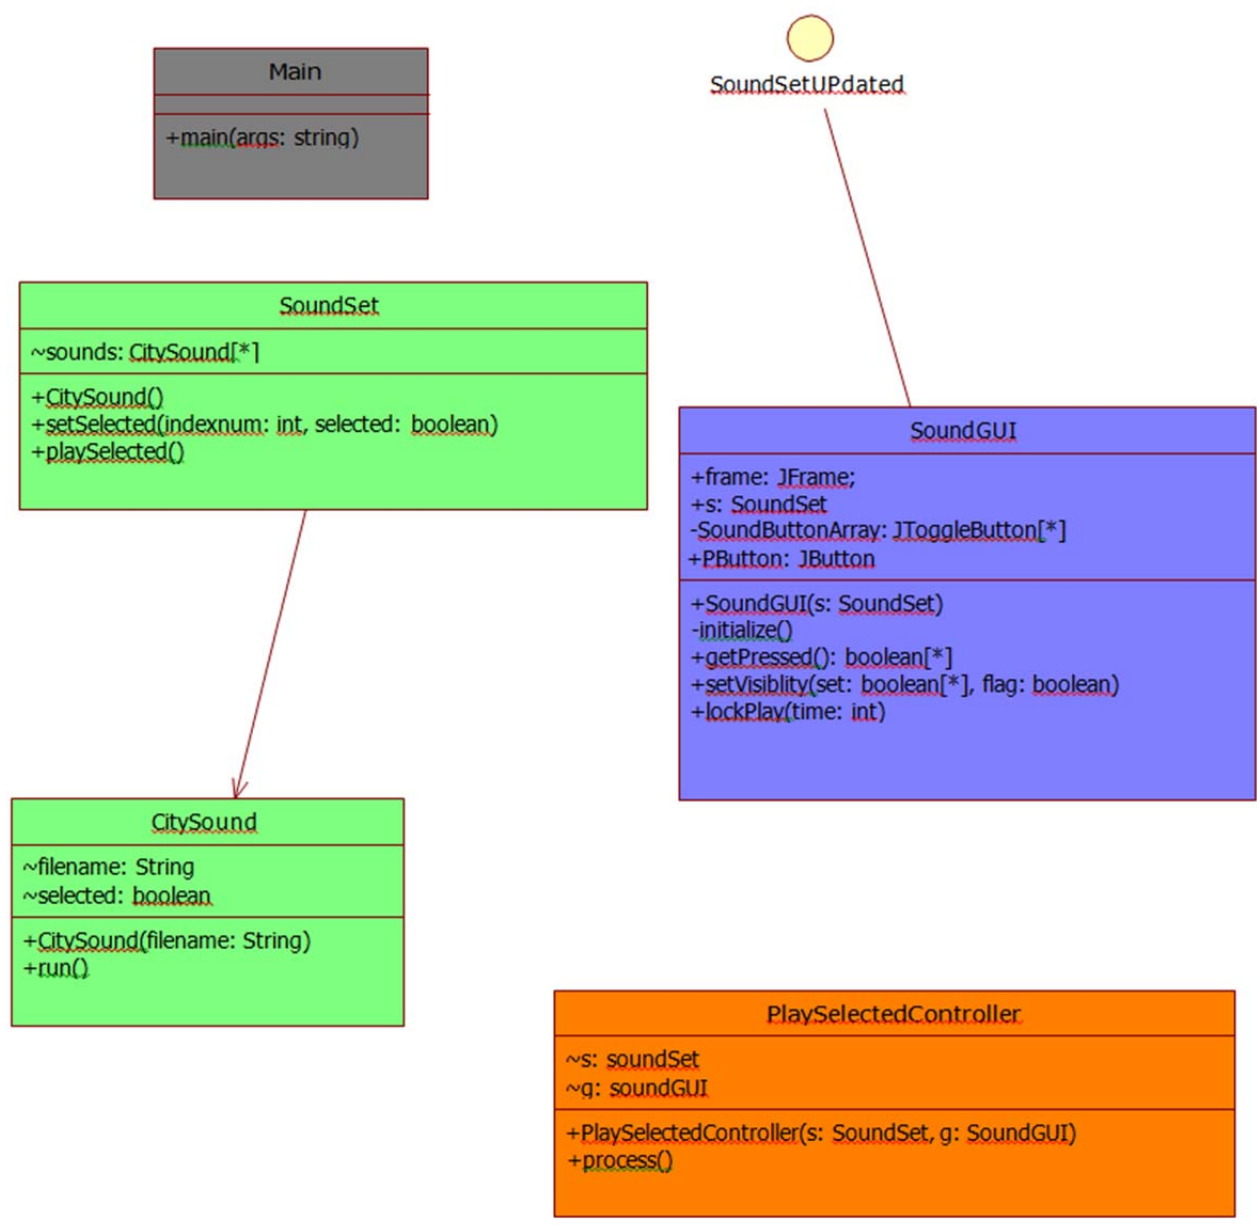 Main
+main(args: string)
SoundSetUPdated
SoundSet
~sounds: CitySound[*]
+CitySound()
+setSelected(indexnum: int, selected: boolean)
+playSelected()
SoundGUI
+frame: JFrame;
+s: SoundSet
-SoundButtonArray: JToggleButton[*]
+PButton: JButton
+SoundGUI(s: SoundSet)
-initialize()
+getPressed(): boolean[*]
+setVisiblity(set: boolean[*], flag: boolean)
+lockPlay(time: int)
CitySound
~filename: String
~selected: boolean
+CitySound(filename: String)
+run()
PlaySelectedController
~s: soundSet
~g: soundGUI
+PlaySelectedController(s: SoundSet, g: SoundGUI)
+process()